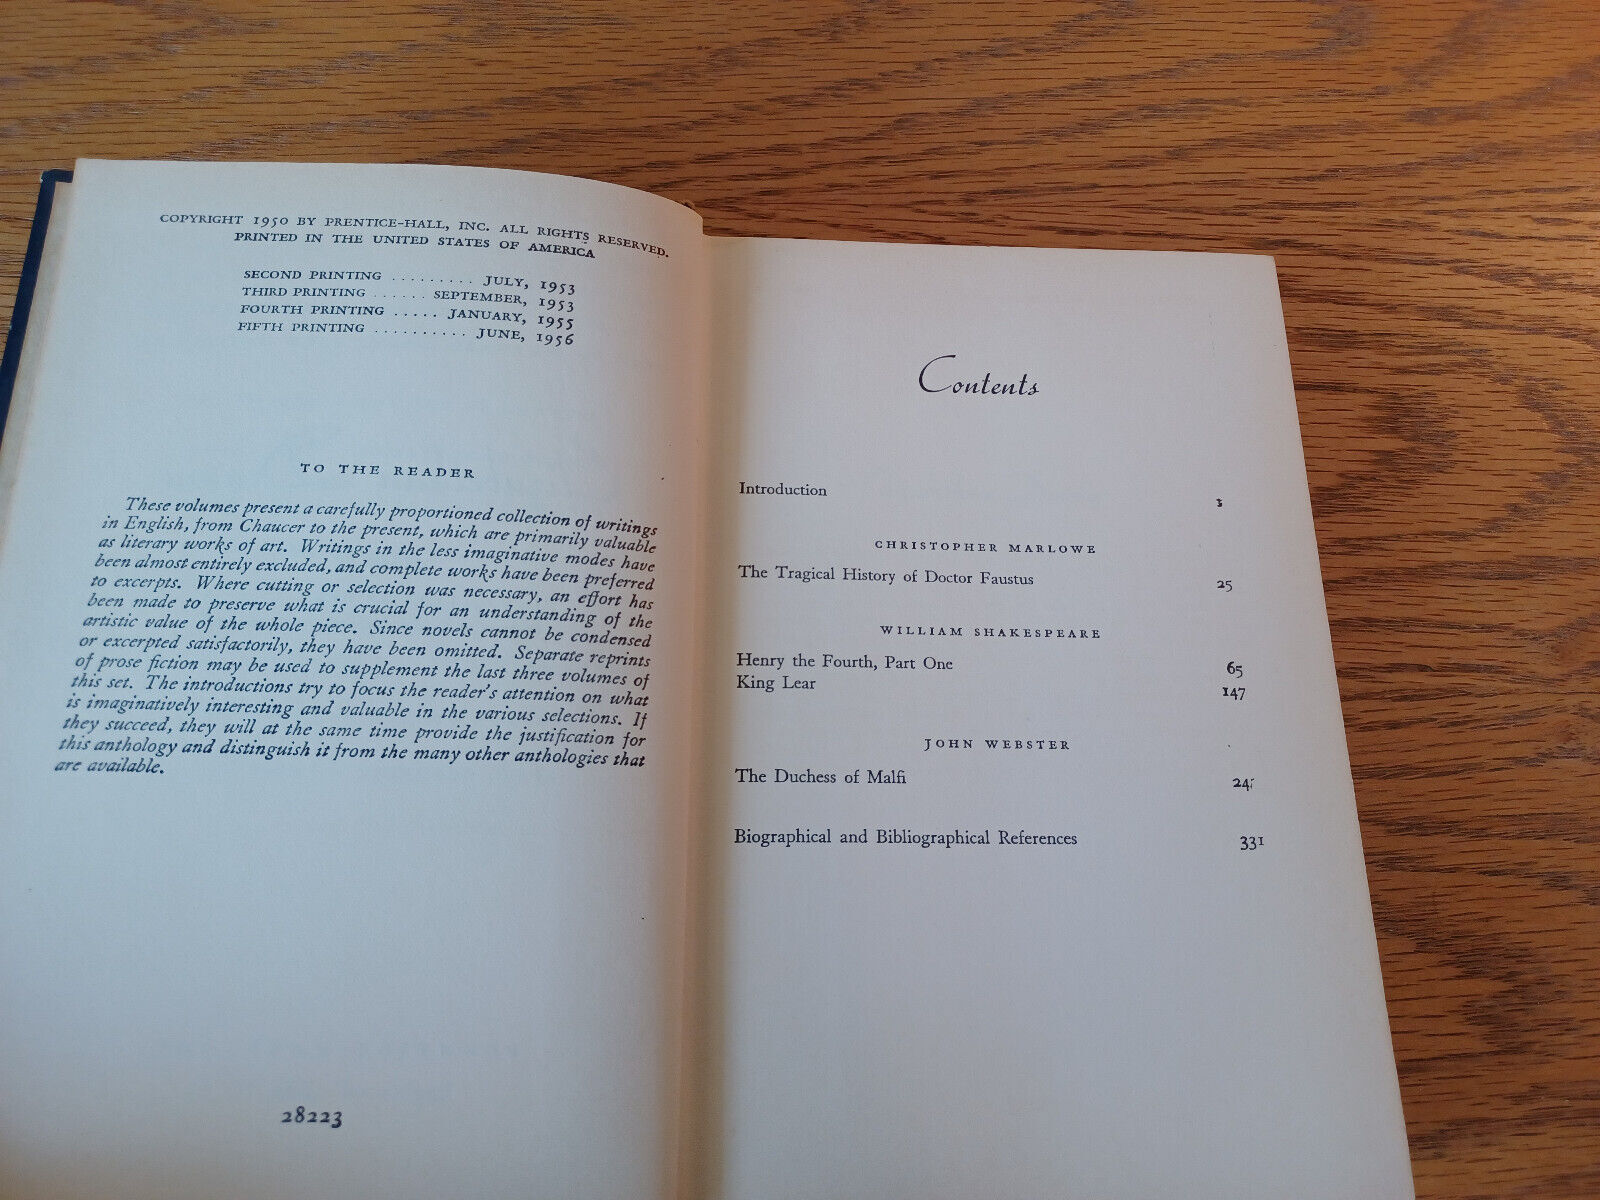 COPYRIGHT 1950 BY PRENTICE-HALL, INC. ALL RIGHTS RESERVED.
PRINTED IN THE UNITED STATES OF AMERICA
SECOND PRINTING ......... JULY, 1953
THIRD PRINTING ...... SEPTEMBER, 1953
FOURTH PRINTING ..... JANUARY, 1955
FIFTH PRINTING .......... JUNE, 1956
TO THE READER
These volumes present a carefully proportioned collection of writings
in English, from Chaucer to the present, which are primarily valuable
as literary works of art. Writings in the less imaginative modes have
been almost entirely excluded, and complete works have been preferred
to excerpts. Where cutting or selection was necessary, an effort has
been made to preserve what is crucial for an understanding of the
artistic value of the whole piece. Since novels cannot be condensed
or excerpted satisfactorily, they have been omitted. Separate reprints
of prose fiction may be used to supplement the last three volumes of
this set. The introductions try to focus the reader's attention on what
is imaginatively interesting and valuable in the various selections. If
they succeed, they will at the same time provide the justification for
this anthology and distinguish it from the many other anthologies that
are available.
28223
Contents
Introduction
CHRISTOPHER MARLOWE
The Tragical History of Doctor Faustus 25
WILLIAM SHAKESPEARE
Henry the Fourth, Part One 65
King Lear 147
JOHN WEBSTER
The Duchess of Malfi
Biographical and Bibliographical References 331